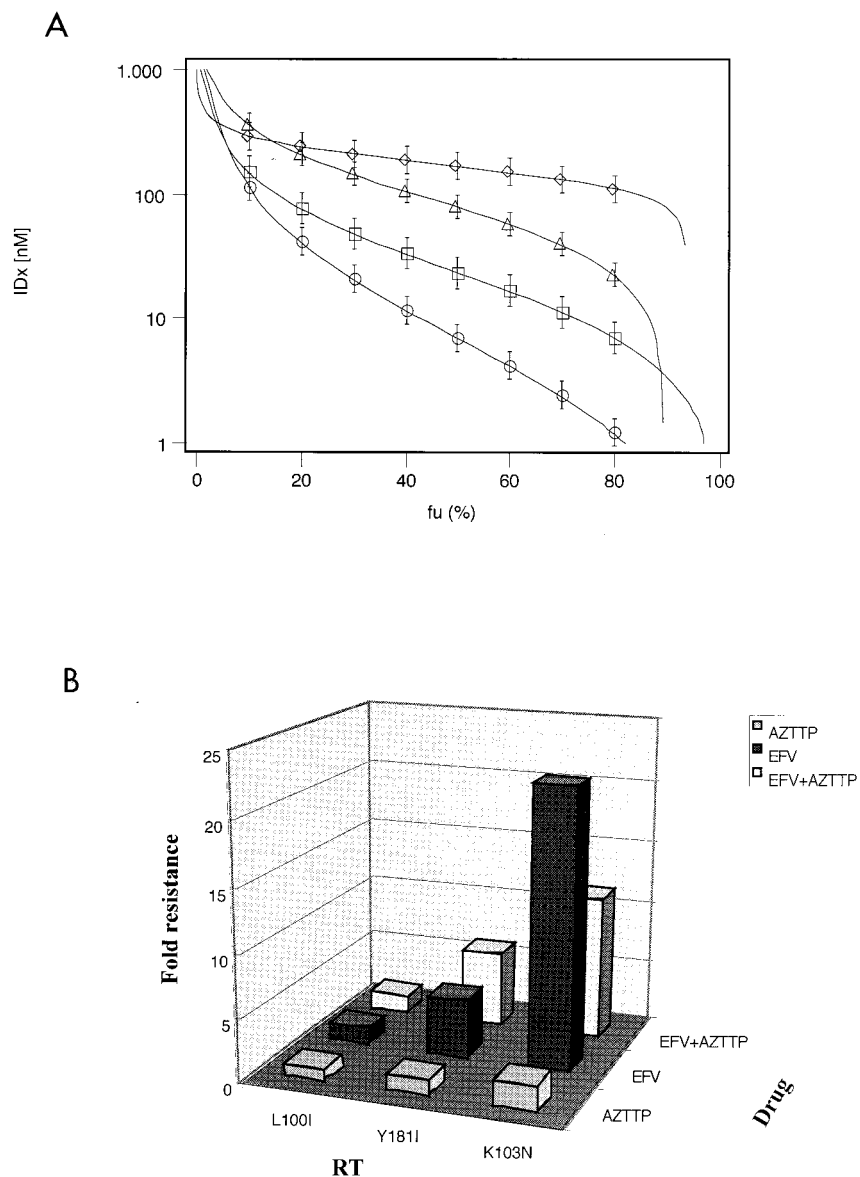 A
1.000
100
10
1
IDx [nM]
0 20 40 60 80 100
fu (%)
B
25
20
15
10
5
0
Fold resistance
AZTTP
EFV
EFV+AZTTP
EFV+AZTTP
EFV
AZTTP
Drug
L100I
Y181I
K103N
RT